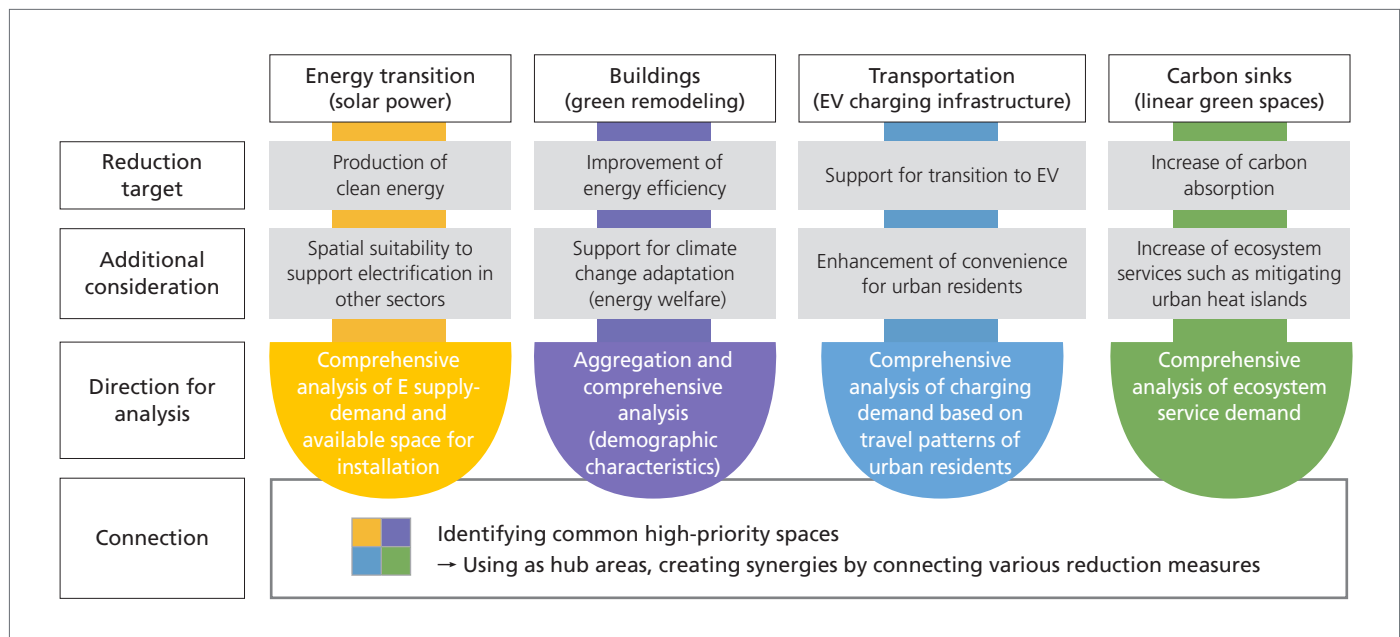 Energy transition
(solar power)
Buildings
(green remodeling)
Transportation
(EV charging infrastructure)
Carbon sinks
(linear green spaces)
Reduction
target
Production of
clean energy
Improvement of
energy efficiency
Support for transition to EV
Increase of carbon
absorption
Additional
consideration
Spatial suitability to
support electrification in
other sectors
Support for climate
change adaptation
(energy welfare)
Enhancement of convenience
for urban residents
Increase of ecosystem
services such as mitigating
urban heat islands
Direction for
analysis
Comprehensive
analysis of E supply-
demand and
available space for
installation
Aggregation and
comprehensive
analysis
(demographic
characteristics)
Comprehensive
analysis of charging
demand based on
travel patterns of
urban residents
Comprehensive
analysis of ecosystem
service demand
Connection
Identifying common high-priority spaces
→ Using as hub areas, creating synergies by connecting various reduction measures